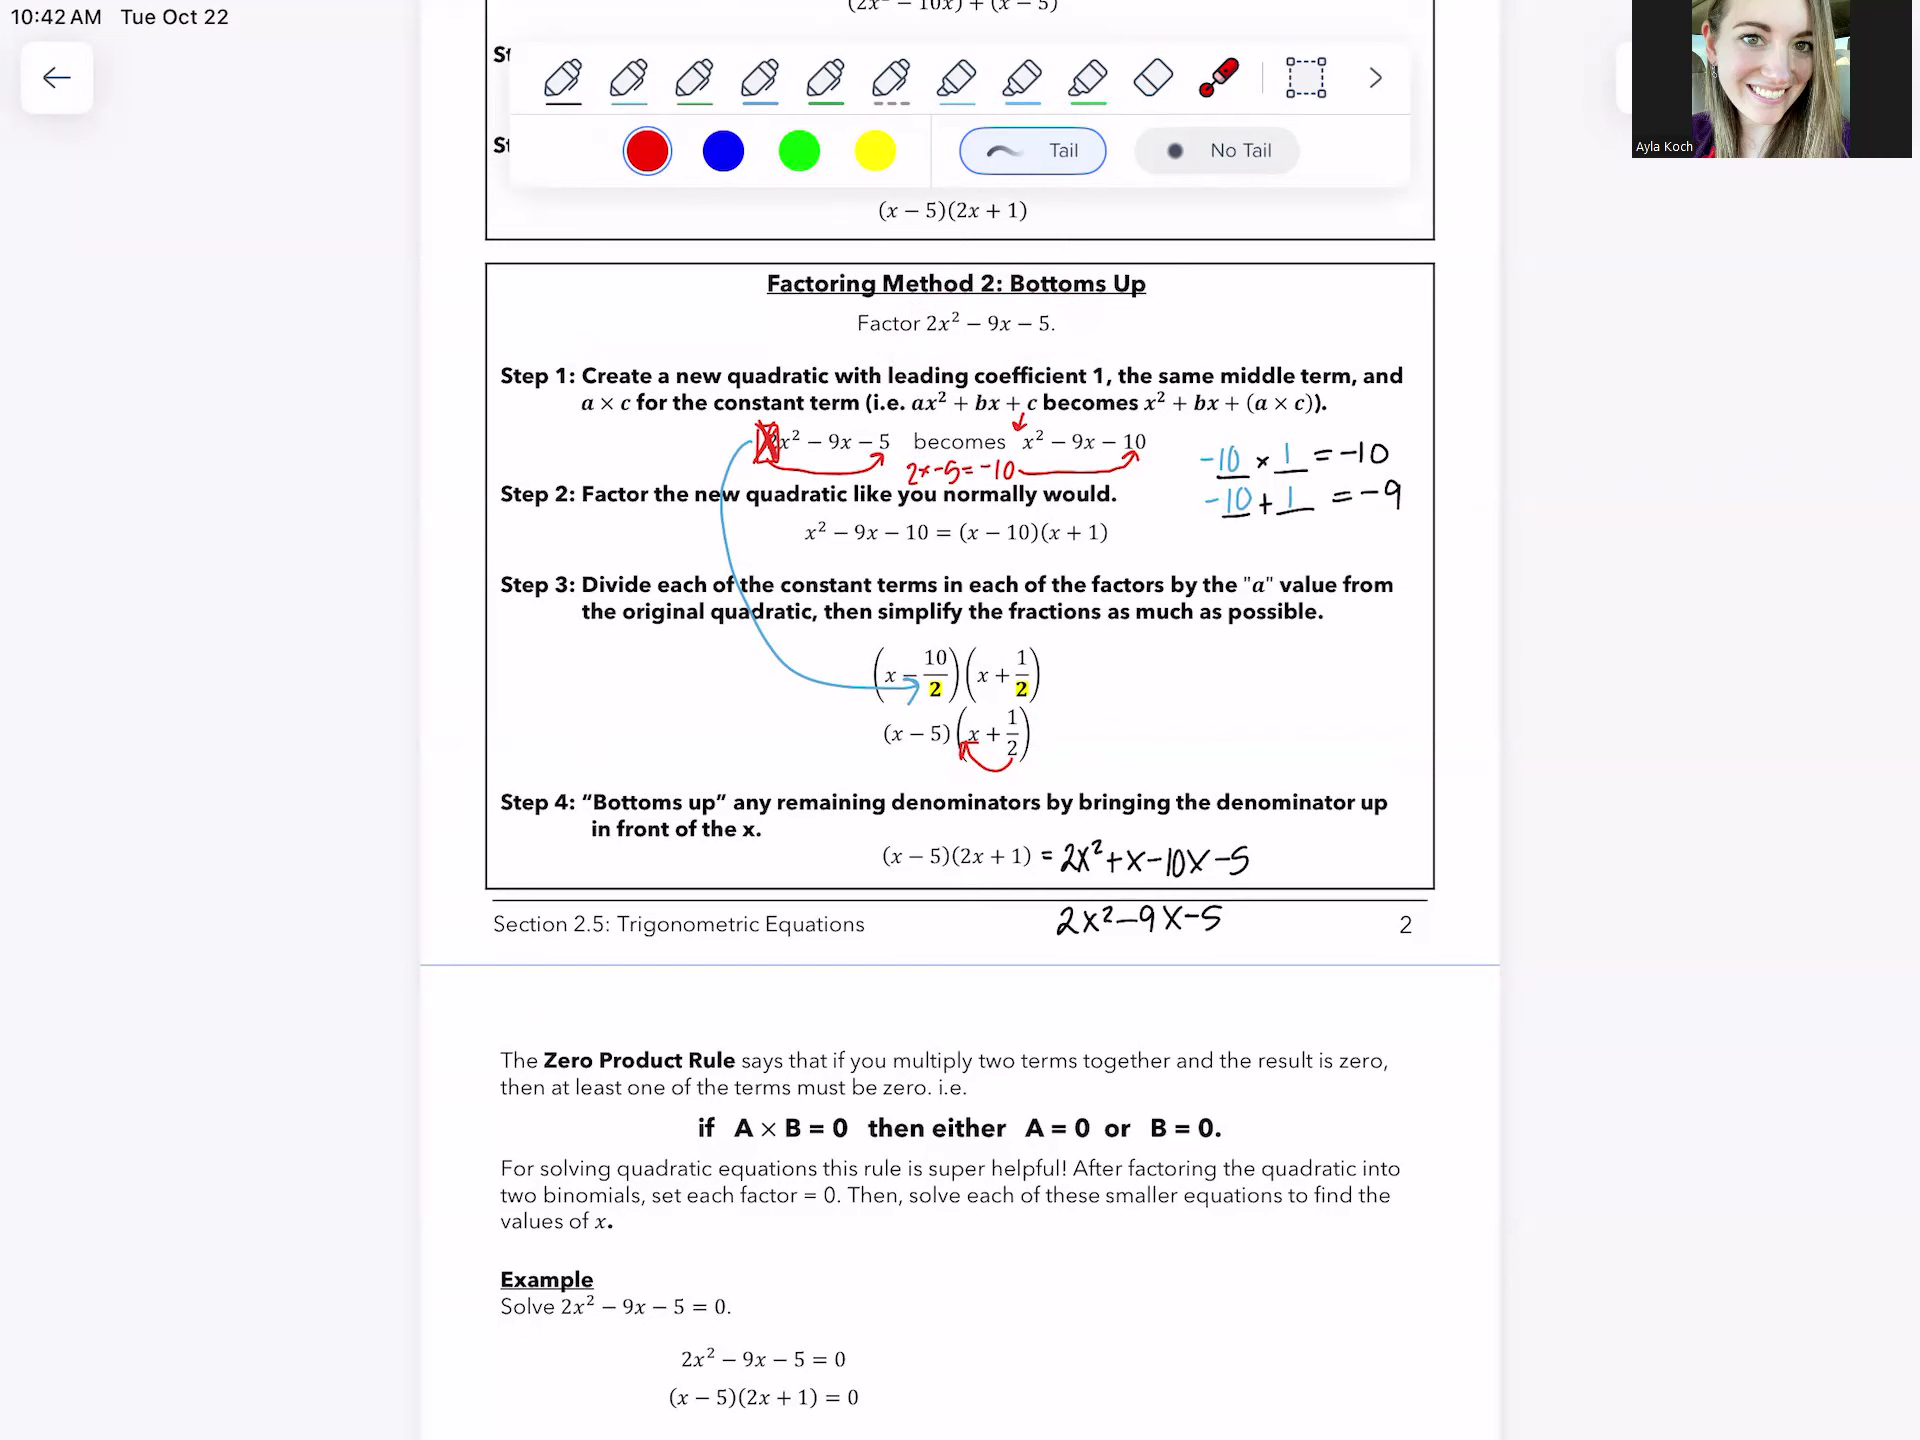 10:42 AM Tue Oct 22
(2x² − 10x) + (x − 5)
St
Tail
No Tail
Ayla Koch
St
(x − 5)(2x + 1)
Factoring Method 2: Bottoms Up
Factor 2x² − 9x − 5.
Step 1: Create a new quadratic with leading coefficient 1, the same middle term, and
a × c for the constant term (i.e. ax² + bx + c becomes x² + bx + (a × c)).
2x² − 9x − 5 becomes x² − 9x − 10
-10 × 1 = -10
2x-5=-10
Step 2: Factor the new quadratic like you normally would.
-10 + 1 = -9
x² − 9x − 10 = (x − 10)(x + 1)
Step 3: Divide each of the constant terms in each of the factors by the "a" value from
the original quadratic, then simplify the fractions as much as possible.
(x − 10/2)(x + 1/2)
(x − 5)(x + 1/2)
Step 4: “Bottoms up” any remaining denominators by bringing the denominator up
in front of the x.
(x − 5)(2x + 1) = 2x²+x-10x-5
Section 2.5: Trigonometric Equations
2x²-9x-5
2
The Zero Product Rule says that if you multiply two terms together and the result is zero,
then at least one of the terms must be zero. i.e.
if A × B = 0 then either A = 0 or B = 0.
For solving quadratic equations this rule is super helpful! After factoring the quadratic into
two binomials, set each factor = 0. Then, solve each of these smaller equations to find the
values of x.
Example
Solve 2x² − 9x − 5 = 0.
2x² − 9x − 5 = 0
(x − 5)(2x + 1) = 0